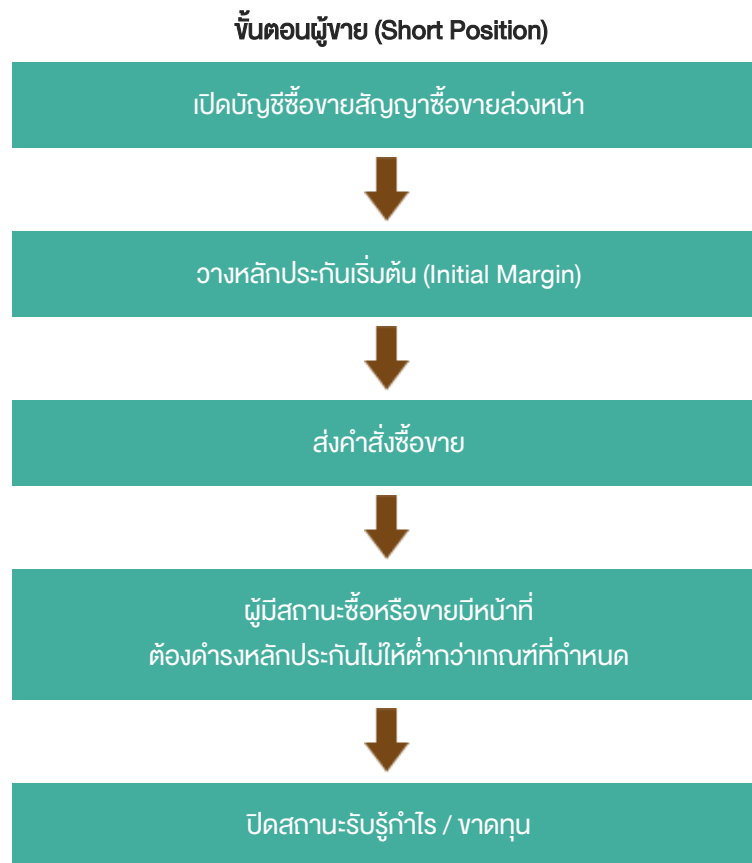 ขั้นตอนผู้ขาย (Short Position)
เปิดบัญชีซื้อขายสัญญาซื้อขายล่วงหน้า
วางหลักประกันเริ่มต้น (Initial Margin)
ส่งคำสั่งซื้อขาย
ผู้มีสถานะซื้อหรือขายมีหน้าที่
ต้องดำรงหลักประกันไม่ให้ต่ำกว่าเกณฑ์ที่กำหนด
ปิดสถานะรับรู้กำไร / ขาดทุน